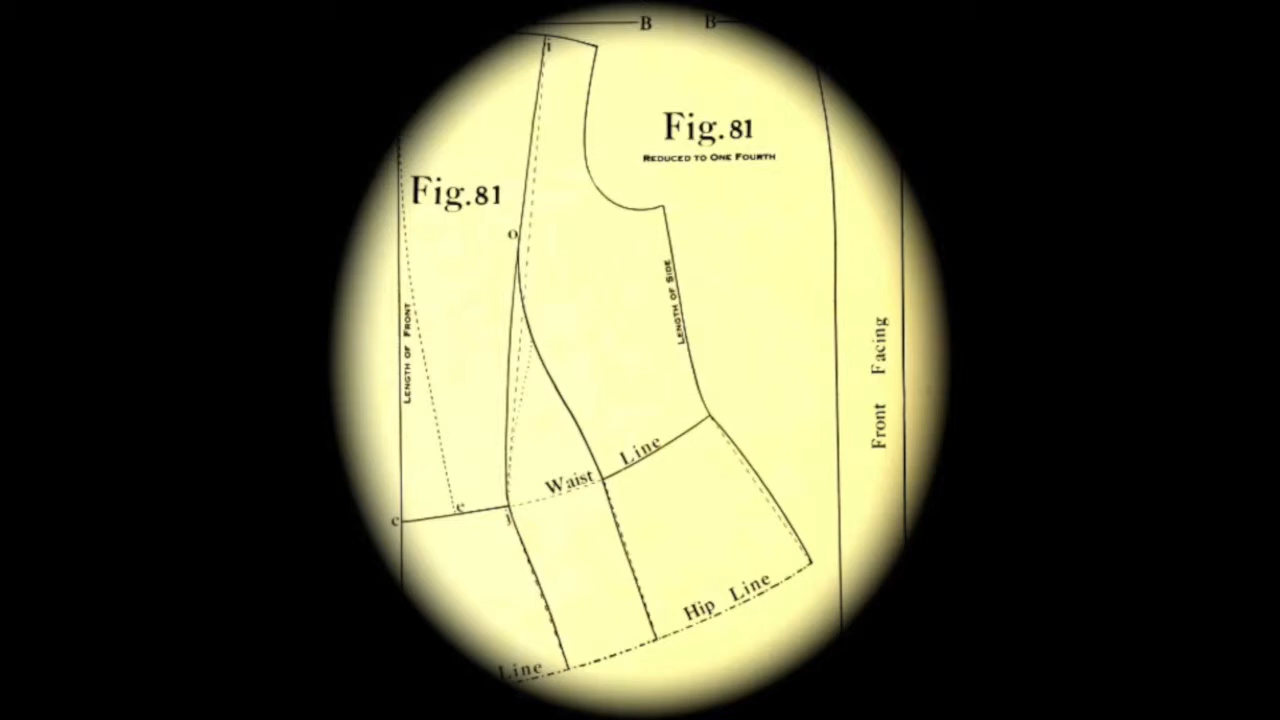 B B
i
Fig. 81
REDUCED TO ONE FOURTH
Fig. 81
o
LENGTH OF SIDE
LENGTH OF FRONT
Front Facing
Waist Line
c e j
Hip Line
Line